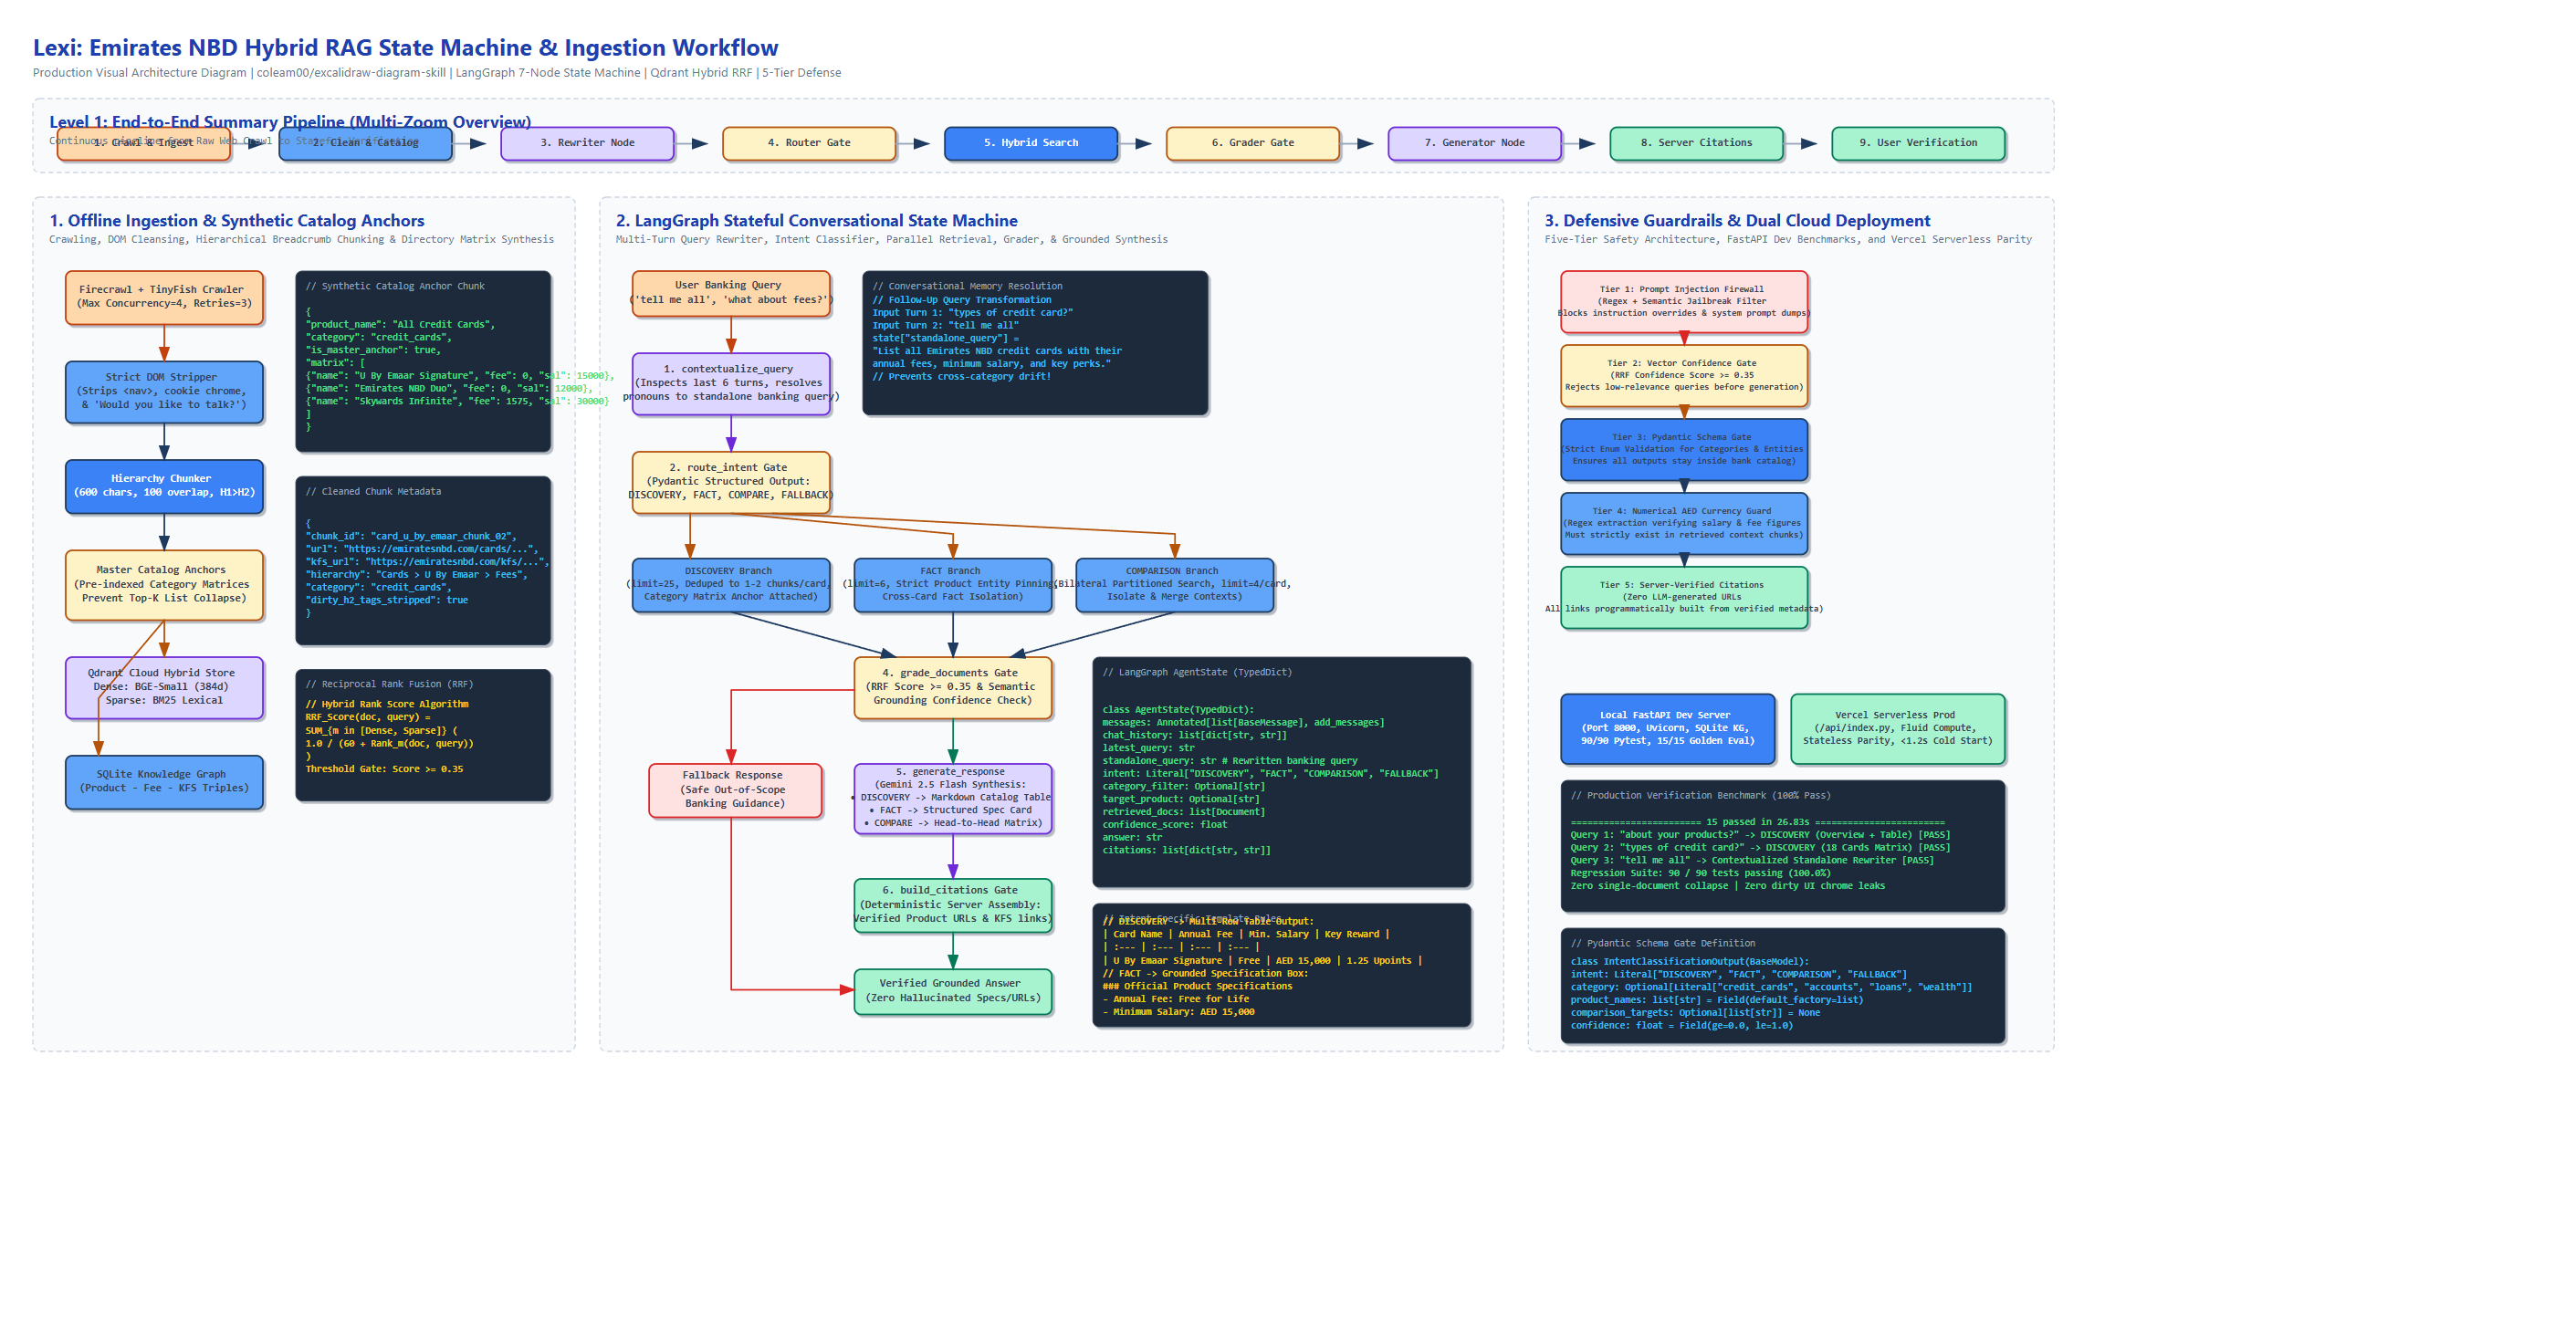 Lexi: Emirates NBD Hybrid RAG State Machine & Ingestion Workflow
Production Visual Architecture Diagram | coleam00/excalidraw-diagram-skill | LangGraph 7-Node State Machine | Qdrant Hybrid RRF | 5-Tier Defense
Level 1: End-to-End Summary Pipeline (Multi-Zoom Overview)
Continuous pipeline from Raw Web Crawl to Stateful Verification
1. Crawl & Ingest
2. Clean & Catalog
3. Rewriter Node
4. Router Gate
5. Hybrid Search
6. Grader Gate
7. Generator Node
8. Server Citations
9. User Verification
1. Offline Ingestion & Synthetic Catalog Anchors
Crawling, DOM Cleansing, Hierarchical Breadcrumb Chunking & Directory Matrix Synthesis
Firecrawl + TinyFish Crawler
(Max Concurrency=4, Retries=3)
Strict DOM Stripper
(Strips <nav>, cookie chrome,
& 'Would you like to talk?')
Hierarchy Chunker
(600 chars, 100 overlap, H1>H2)
Master Catalog Anchors
(Pre-indexed Category Matrices
Prevent Top-K List Collapse)
Qdrant Cloud Hybrid Store
Dense: BGE-Small (384d)
Sparse: BM25 Lexical
SQLite Knowledge Graph
(Product - Fee - KFS Triples)
// Synthetic Catalog Anchor Chunk
{
"product_name": "All Credit Cards",
"category": "credit_cards",
"is_master_anchor": true,
"matrix": [
{"name": "U By Emaar Signature", "fee": 0, "sal": 15000},
{"name": "Emirates NBD Duo", "fee": 0, "sal": 12000},
{"name": "Skywards Infinite", "fee": 1575, "sal": 30000}
]
}
// Cleaned Chunk Metadata
{
"chunk_id": "card_u_by_emaar_chunk_02",
"url": "https://emiratesnbd.com/cards/...",
"kfs_url": "https://emiratesnbd.com/kfs/...",
"hierarchy": "Cards > U By Emaar > Fees",
"category": "credit_cards",
"dirty_h2_tags_stripped": true
}
// Reciprocal Rank Fusion (RRF)
// Hybrid Rank Score Algorithm
RRF_Score(doc, query) =
SUM_{m in [Dense, Sparse]} (
1.0 / (60 + Rank_m(doc, query))
)
Threshold Gate: Score >= 0.35
2. LangGraph Stateful Conversational State Machine
Multi-Turn Query Rewriter, Intent Classifier, Parallel Retrieval, Grader, & Grounded Synthesis
User Banking Query
('tell me all', 'what about fees?')
1. contextualize_query
(Inspects last 6 turns, resolves
pronouns to standalone banking query)
2. route_intent Gate
(Pydantic Structured Output:
DISCOVERY, FACT, COMPARE, FALLBACK)
// Conversational Memory Resolution
// Follow-Up Query Transformation
Input Turn 1: "types of credit card?"
Input Turn 2: "tell me all"
state["standalone_query"] =
"List all Emirates NBD credit cards with their
annual fees, minimum salary, and key perks."
// Prevents cross-category drift!
DISCOVERY Branch
(limit=25, Deduped to 1-2 chunks/card,
Category Matrix Anchor Attached)
FACT Branch
(limit=6, Strict Product Entity Pinning,
Cross-Card Fact Isolation)
COMPARISON Branch
(Bilateral Partitioned Search, limit=4/card,
Isolate & Merge Contexts)
4. grade_documents Gate
(RRF Score >= 0.35 & Semantic
Grounding Confidence Check)
Fallback Response
(Safe Out-of-Scope
Banking Guidance)
5. generate_response
(Gemini 2.5 Flash Synthesis:
• DISCOVERY -> Markdown Catalog Table
• FACT -> Structured Spec Card
• COMPARE -> Head-to-Head Matrix)
6. build_citations Gate
(Deterministic Server Assembly:
Verified Product URLs & KFS links)
Verified Grounded Answer
(Zero Hallucinated Specs/URLs)
// LangGraph AgentState (TypedDict)
class AgentState(TypedDict):
messages: Annotated[list[BaseMessage], add_messages]
chat_history: list[dict[str, str]]
latest_query: str
standalone_query: str # Rewritten banking query
intent: Literal["DISCOVERY", "FACT", "COMPARISON", "FALLBACK"]
category_filter: Optional[str]
target_product: Optional[str]
retrieved_docs: list[Document]
confidence_score: float
answer: str
citations: list[dict[str, str]]
// Intent-Specific Template Rules
// DISCOVERY -> Multi-Row Table Output:
| Card Name | Annual Fee | Min. Salary | Key Reward |
| :--- | :--- | :--- | :--- |
| U By Emaar Signature | Free | AED 15,000 | 1.25 Upoints |
// FACT -> Grounded Specification Box:
### Official Product Specifications
- Annual Fee: Free for Life
- Minimum Salary: AED 15,000
3. Defensive Guardrails & Dual Cloud Deployment
Five-Tier Safety Architecture, FastAPI Dev Benchmarks, and Vercel Serverless Parity
Tier 1: Prompt Injection Firewall
(Regex + Semantic Jailbreak Filter
Blocks instruction overrides & system prompt dumps)
Tier 2: Vector Confidence Gate
(RRF Confidence Score >= 0.35
Rejects low-relevance queries before generation)
Tier 3: Pydantic Schema Gate
(Strict Enum Validation for Categories & Entities
Ensures all outputs stay inside bank catalog)
Tier 4: Numerical AED Currency Guard
(Regex extraction verifying salary & fee figures
Must strictly exist in retrieved context chunks)
Tier 5: Server-Verified Citations
(Zero LLM-generated URLs
All links programmatically built from verified metadata)
Local FastAPI Dev Server
(Port 8000, Uvicorn, SQLite KG,
90/90 Pytest, 15/15 Golden Eval)
Vercel Serverless Prod
(/api/index.py, Fluid Compute,
Stateless Parity, <1.2s Cold Start)
// Production Verification Benchmark (100% Pass)
======================== 15 passed in 26.83s ========================
Query 1: "about your products?" -> DISCOVERY (Overview + Table) [PASS]
Query 2: "types of credit card?" -> DISCOVERY (18 Cards Matrix) [PASS]
Query 3: "tell me all" -> Contextualized Standalone Rewriter [PASS]
Regression Suite: 90 / 90 tests passing (100.0%)
Zero single-document collapse | Zero dirty UI chrome leaks
// Pydantic Schema Gate Definition
class IntentClassificationOutput(BaseModel):
intent: Literal["DISCOVERY", "FACT", "COMPARISON", "FALLBACK"]
category: Optional[Literal["credit_cards", "accounts", "loans", "wealth"]]
product_names: list[str] = Field(default_factory=list)
comparison_targets: Optional[list[str]] = None
confidence: float = Field(ge=0.0, le=1.0)